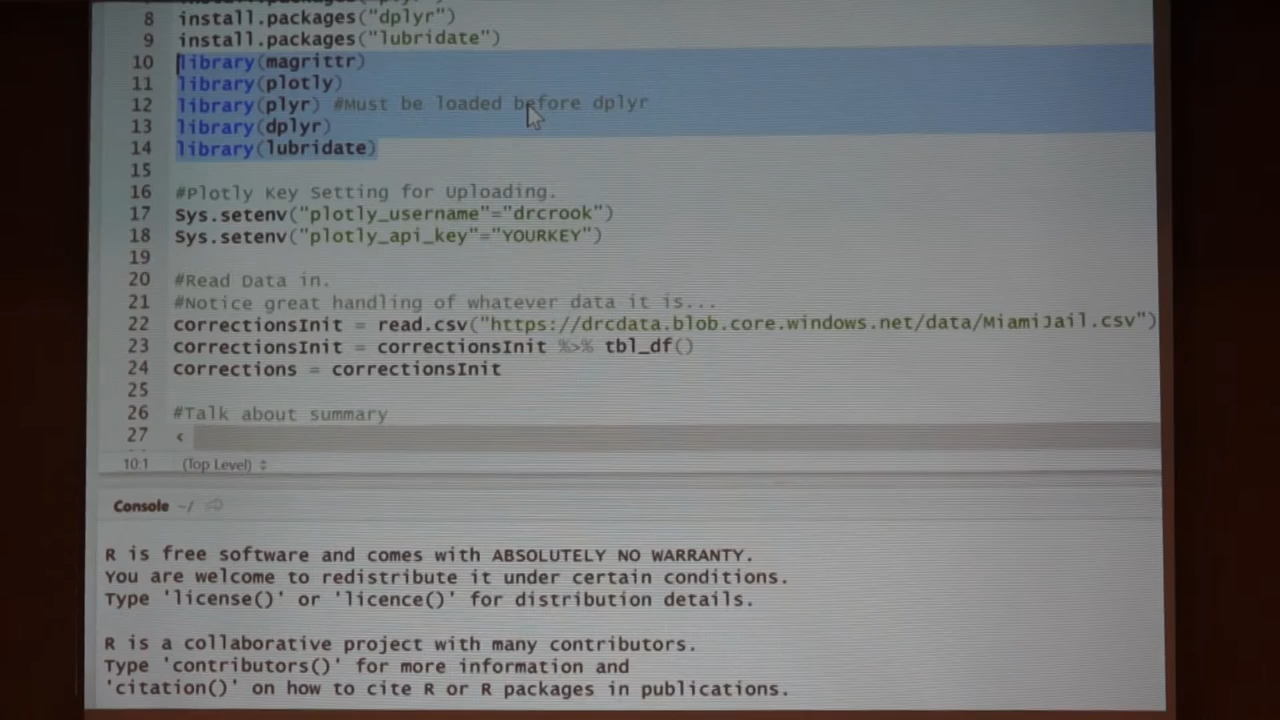 8 install.packages("dplyr")
9 install.packages("lubridate")
10 library(magrittr)
11 library(plotly)
12 library(plyr) #Must be loaded before dplyr
13 library(dplyr)
14 library(lubridate)
15
16 #Plotly Key Setting for Uploading.
17 Sys.setenv("plotly_username"="drcrook")
18 Sys.setenv("plotly_api_key"="YOURKEY")
19
20 #Read Data in.
21 #Notice great handling of whatever data it is...
22 correctionsInit = read.csv("https://drcdata.blob.core.windows.net/data/MiamiJail.csv")
23 correctionsInit = correctionsInit %>% tbl_df()
24 corrections = correctionsInit
25
26 #Talk about summary
27
10:1 (Top Level)
Console ~/
R is free software and comes with ABSOLUTELY NO WARRANTY.
You are welcome to redistribute it under certain conditions.
Type 'license()' or 'licence()' for distribution details.
R is a collaborative project with many contributors.
Type 'contributors()' for more information and
'citation()' on how to cite R or R packages in publications.